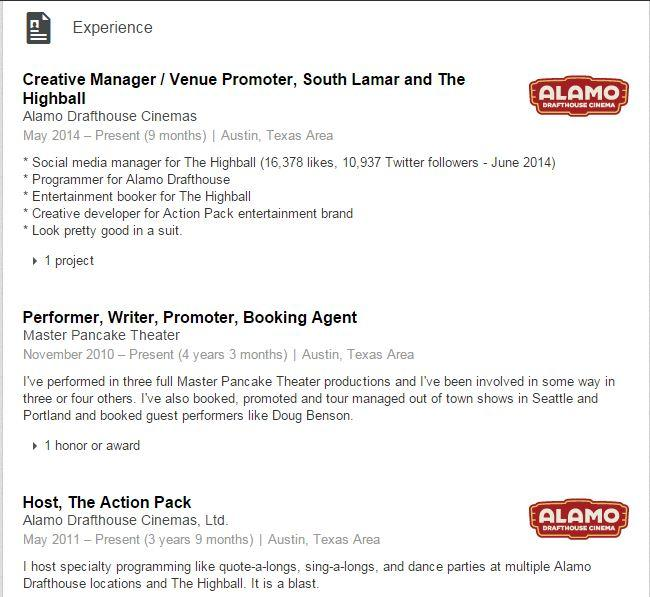 Experience
Creative Manager / Venue Promoter, South Lamar and The
Highball
Alamo Drafthouse Cinemas
May 2014 – Present (9 months) | Austin, Texas Area
ALAMO
DRAFTHOUSE CINEMA
* Social media manager for The Highball (16,378 likes, 10,937 Twitter followers - June 2014)
* Programmer for Alamo Drafthouse
* Entertainment booker for The Highball
* Creative developer for Action Pack entertainment brand
* Look pretty good in a suit.
1 project
Performer, Writer, Promoter, Booking Agent
Master Pancake Theater
November 2010 – Present (4 years 3 months) | Austin, Texas Area
I've performed in three full Master Pancake Theater productions and I've been involved in some way in
three or four others. I've also booked, promoted and tour managed out of town shows in Seattle and
Portland and booked guest performers like Doug Benson.
1 honor or award
Host, The Action Pack
Alamo Drafthouse Cinemas, Ltd.
May 2011 – Present (3 years 9 months) | Austin, Texas Area
ALAMO
DRAFTHOUSE CINEMA
I host specialty programming like quote-a-longs, sing-a-longs, and dance parties at multiple Alamo
Drafthouse locations and The Highball. It is a blast.